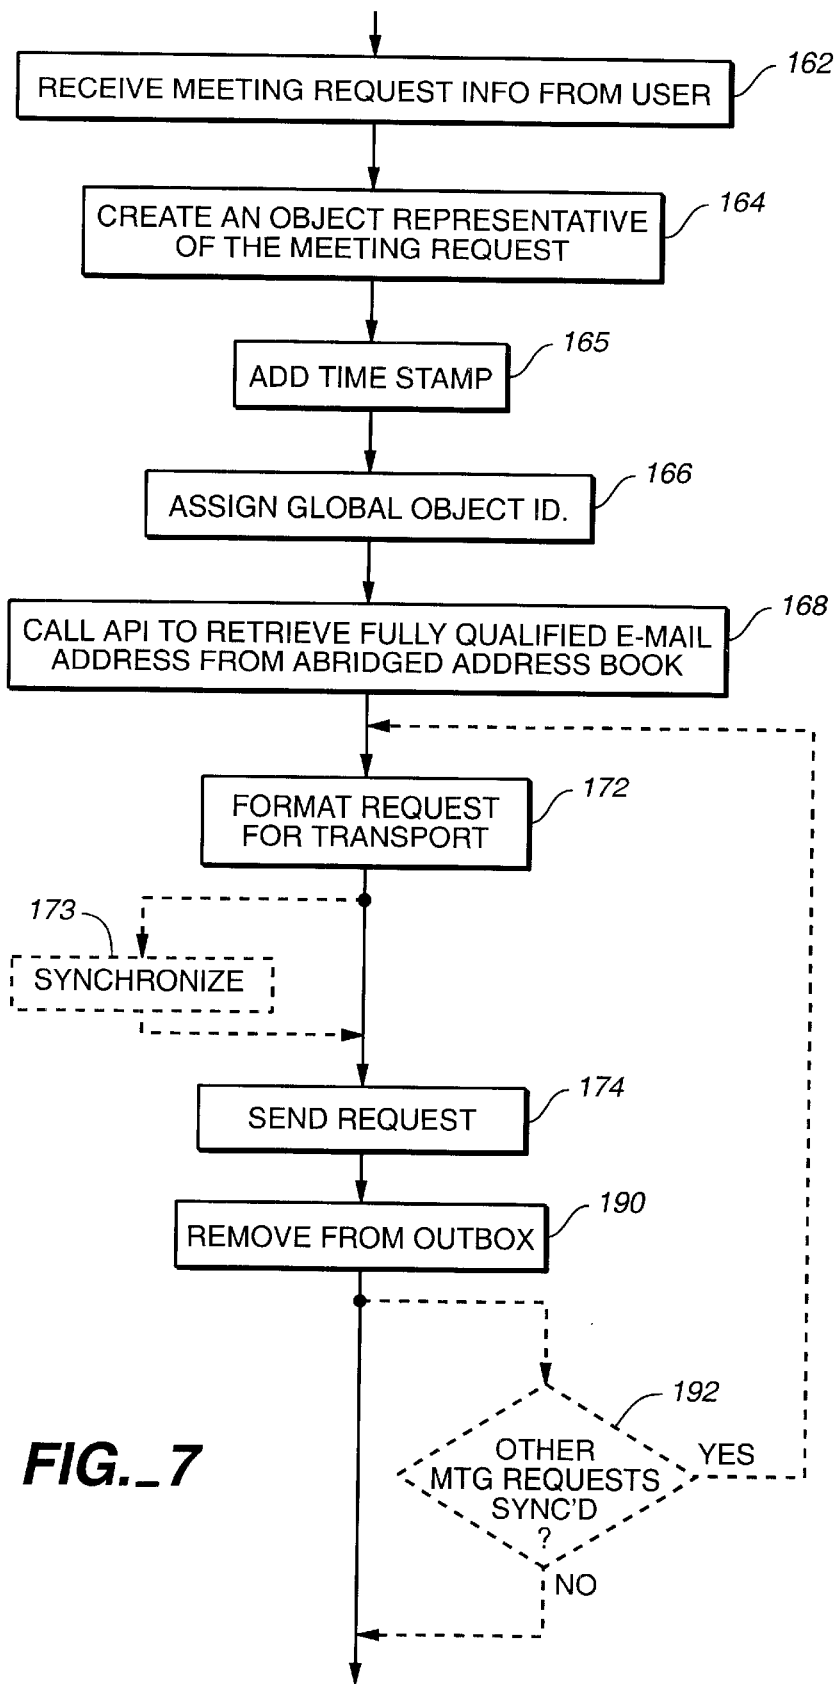 RECEIVE MEETING REQUEST INFO FROM USER
162
CREATE AN OBJECT REPRESENTATIVE
OF THE MEETING REQUEST
164
ADD TIME STAMP
165
ASSIGN GLOBAL OBJECT ID.
166
CALL API TO RETRIEVE FULLY QUALIFIED E-MAIL
ADDRESS FROM ABRIDGED ADDRESS BOOK
168
FORMAT REQUEST
FOR TRANSPORT
172
173
SYNCHRONIZE
SEND REQUEST
174
REMOVE FROM OUTBOX
190
192
OTHER
MTG REQUESTS
SYNC'D
?
YES
NO
FIG._7